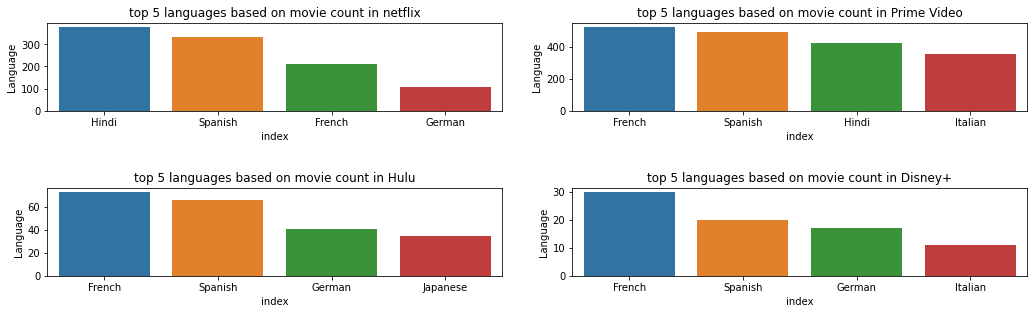 top 5 languages based on movie count in netflix
Language
300
200
100
0
Hindi Spanish French German
index
top 5 languages based on movie count in Prime Video
Language
400
200
0
French Spanish Hindi Italian
index
top 5 languages based on movie count in Hulu
Language
60
40
20
0
French Spanish German Japanese
index
top 5 languages based on movie count in Disney+
Language
30
20
10
0
French Spanish German Italian
index